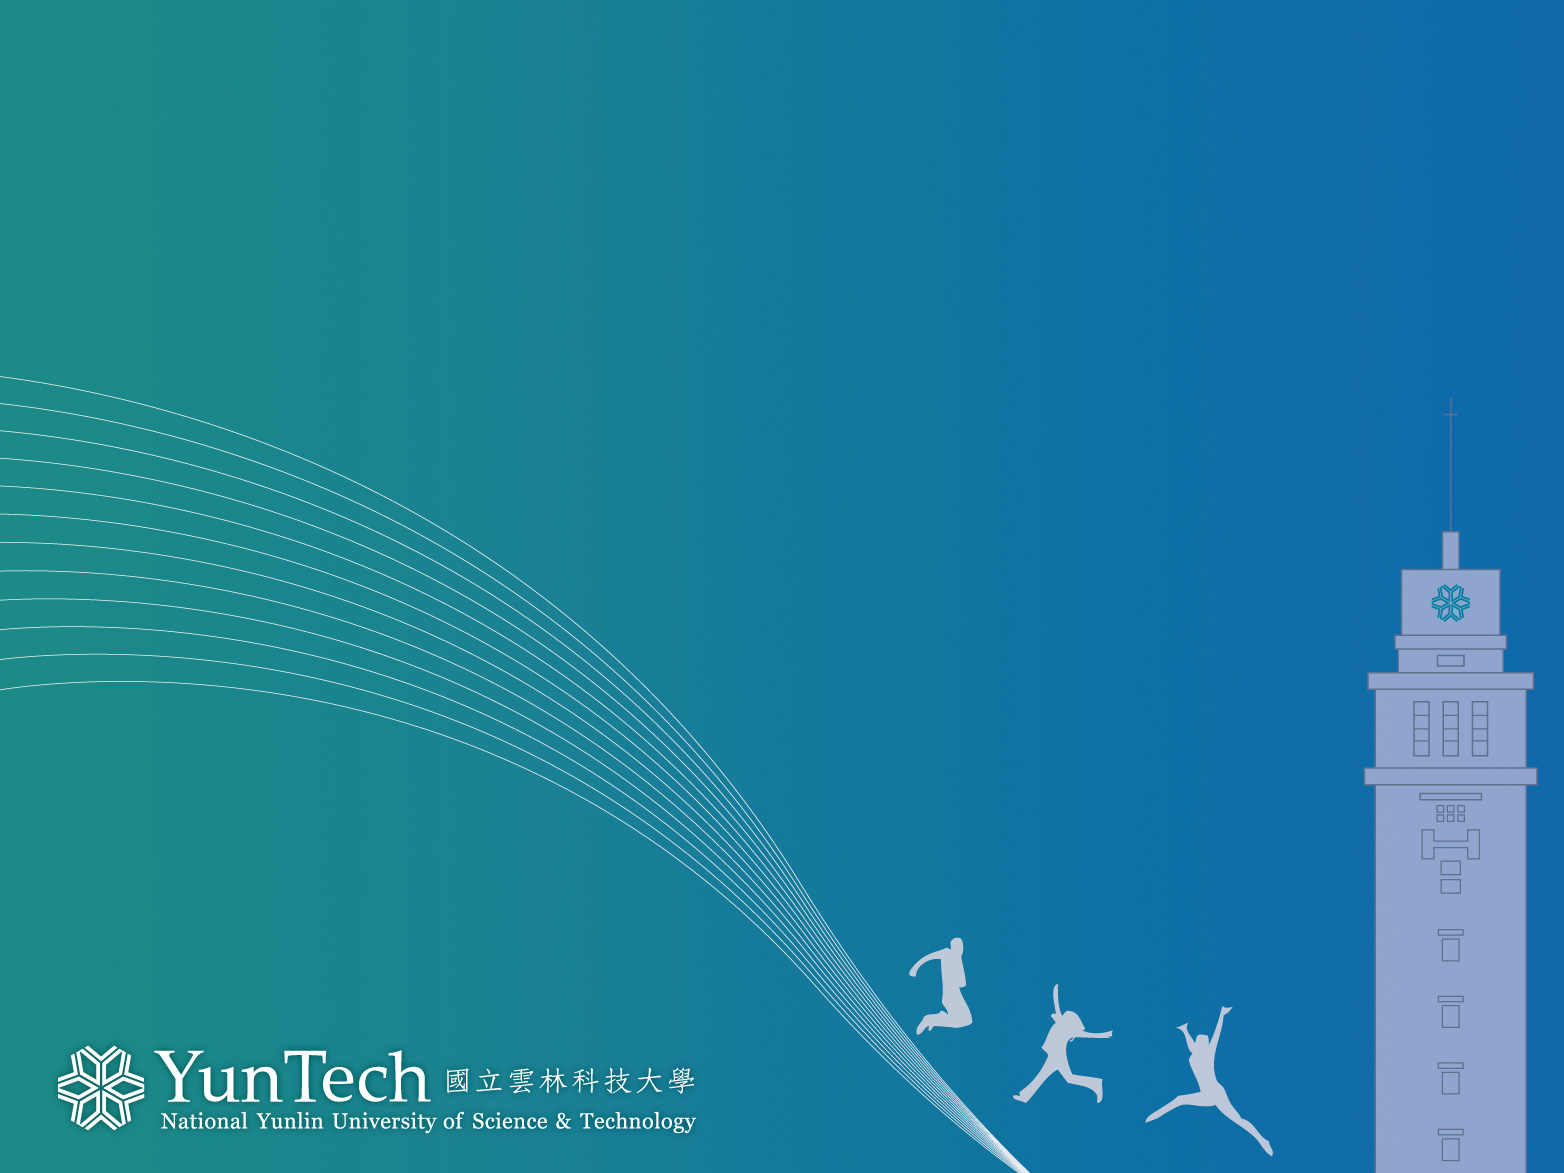 YunTech 國立雲林科技大學
National Yunlin University of Science & Technology